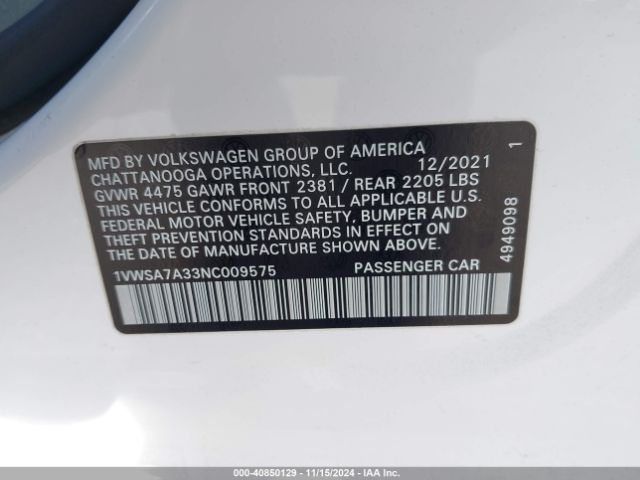 MFD BY VOLKSWAGEN GROUP OF AMERICA
CHATTANOOGA OPERATIONS, LLC. 12/2021 1
GVWR 4475 GAWR FRONT 2381 / REAR 2205 LBS
THIS VEHICLE CONFORMS TO ALL APPLICABLE U.S.
FEDERAL MOTOR VEHICLE SAFETY, BUMPER AND
THEFT PREVENTION STANDARDS IN EFFECT ON
THE DATE OF MANUFACTURE SHOWN ABOVE.
4949098
1VWSA7A33NC009575 PASSENGER CAR
000-40850129 - 11/15/2024 - IAAI.COM